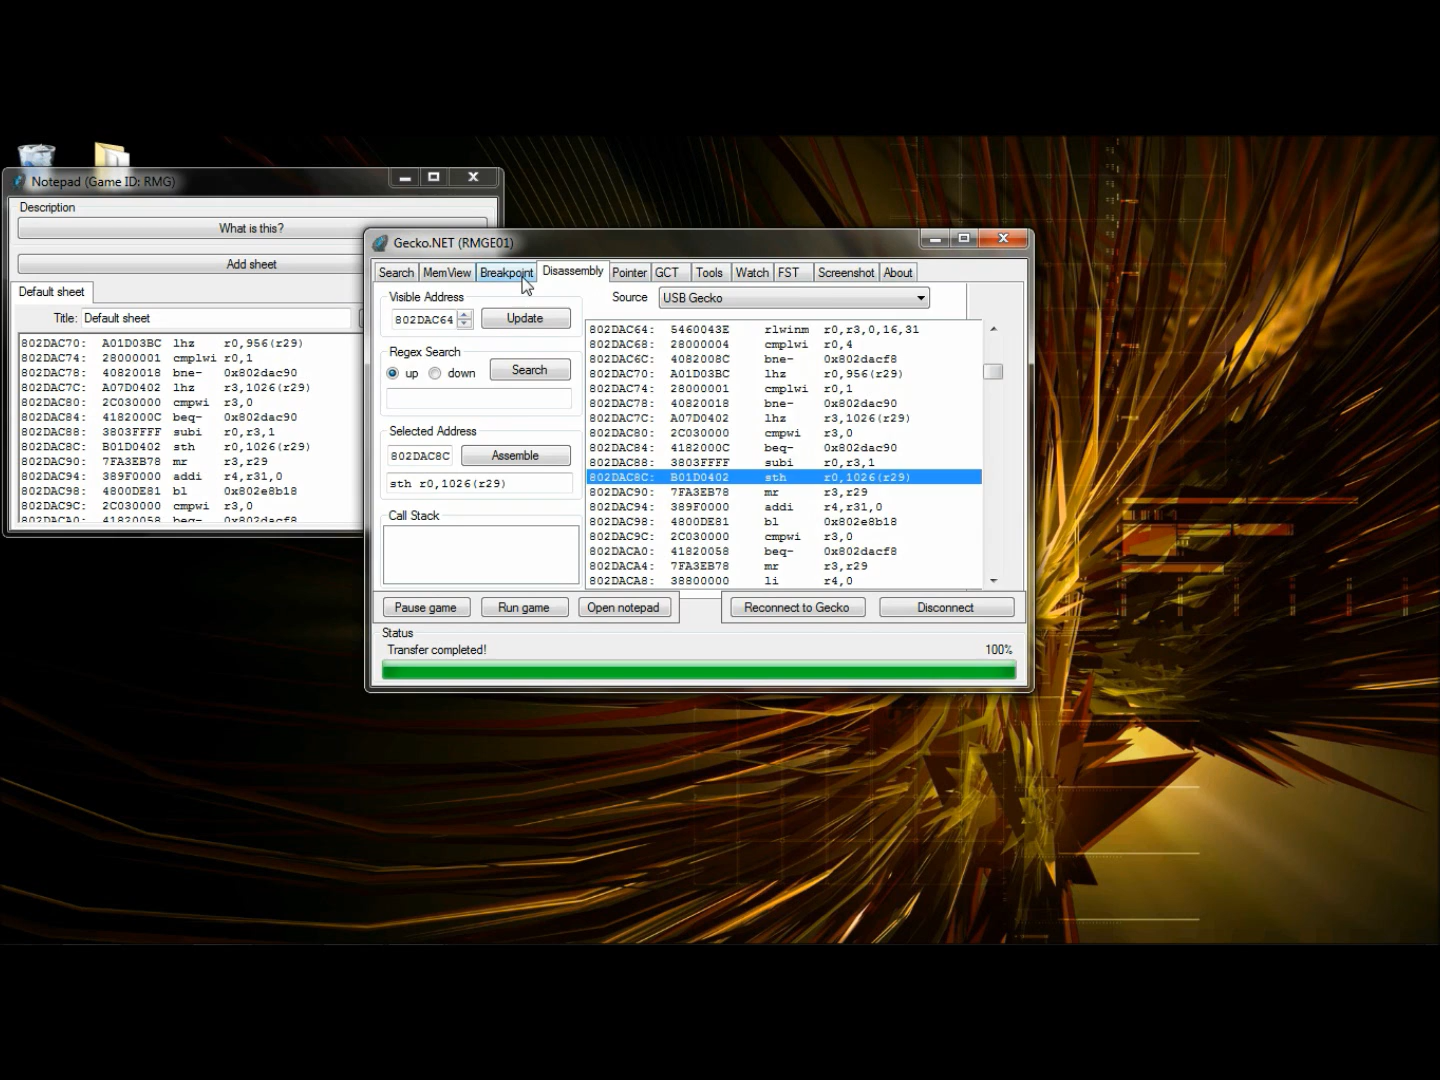 Notepad (Game ID: RMG)
Description
What is this?
Add sheet
Default sheet
Title: Default sheet
802DAC70: A01D03BC lhz r0,956(r29)
802DAC74: 28000001 cmplwi r0,1
802DAC78: 40820018 bne- 0x802dac90
802DAC7C: A07D0402 lhz r3,1026(r29)
802DAC80: 2C030000 cmpwi r3,0
802DAC84: 4182000C beq- 0x802dac90
802DAC88: 3803FFFF subi r0,r3,1
802DAC8C: B01D0402 sth r0,1026(r29)
802DAC90: 7FA3EB78 mr r3,r29
802DAC94: 389F0000 addi r4,r31,0
802DAC98: 4800DE81 bl 0x802e8b18
802DAC9C: 2C030000 cmpwi r3,0
802DACA0: 41820058 beq- 0x802dacf8
Gecko.NET (RMGE01)
Search MemView Breakpoint Disassembly Pointer GCT Tools Watch FST Screenshot About
Visible Address
802DAC64 Update
Source USB Gecko
Regex Search
up down Search
Selected Address
802DAC8C Assemble
sth r0,1026(r29)
Call Stack
802DAC64: 5460043E rlwinm r0,r3,0,16,31
802DAC68: 28000004 cmplwi r0,4
802DAC6C: 4082008C bne- 0x802dacf8
802DAC70: A01D03BC lhz r0,956(r29)
802DAC74: 28000001 cmplwi r0,1
802DAC78: 40820018 bne- 0x802dac90
802DAC7C: A07D0402 lhz r3,1026(r29)
802DAC80: 2C030000 cmpwi r3,0
802DAC84: 4182000C beq- 0x802dac90
802DAC88: 3803FFFF subi r0,r3,1
802DAC8C: B01D0402 sth r0,1026(r29)
802DAC90: 7FA3EB78 mr r3,r29
802DAC94: 389F0000 addi r4,r31,0
802DAC98: 4800DE81 bl 0x802e8b18
802DAC9C: 2C030000 cmpwi r3,0
802DACA0: 41820058 beq- 0x802dacf8
802DACA4: 7FA3EB78 mr r3,r29
802DACA8: 38800000 li r4,0
Pause game Run game Open notepad Reconnect to Gecko Disconnect
Status
Transfer completed! 100%